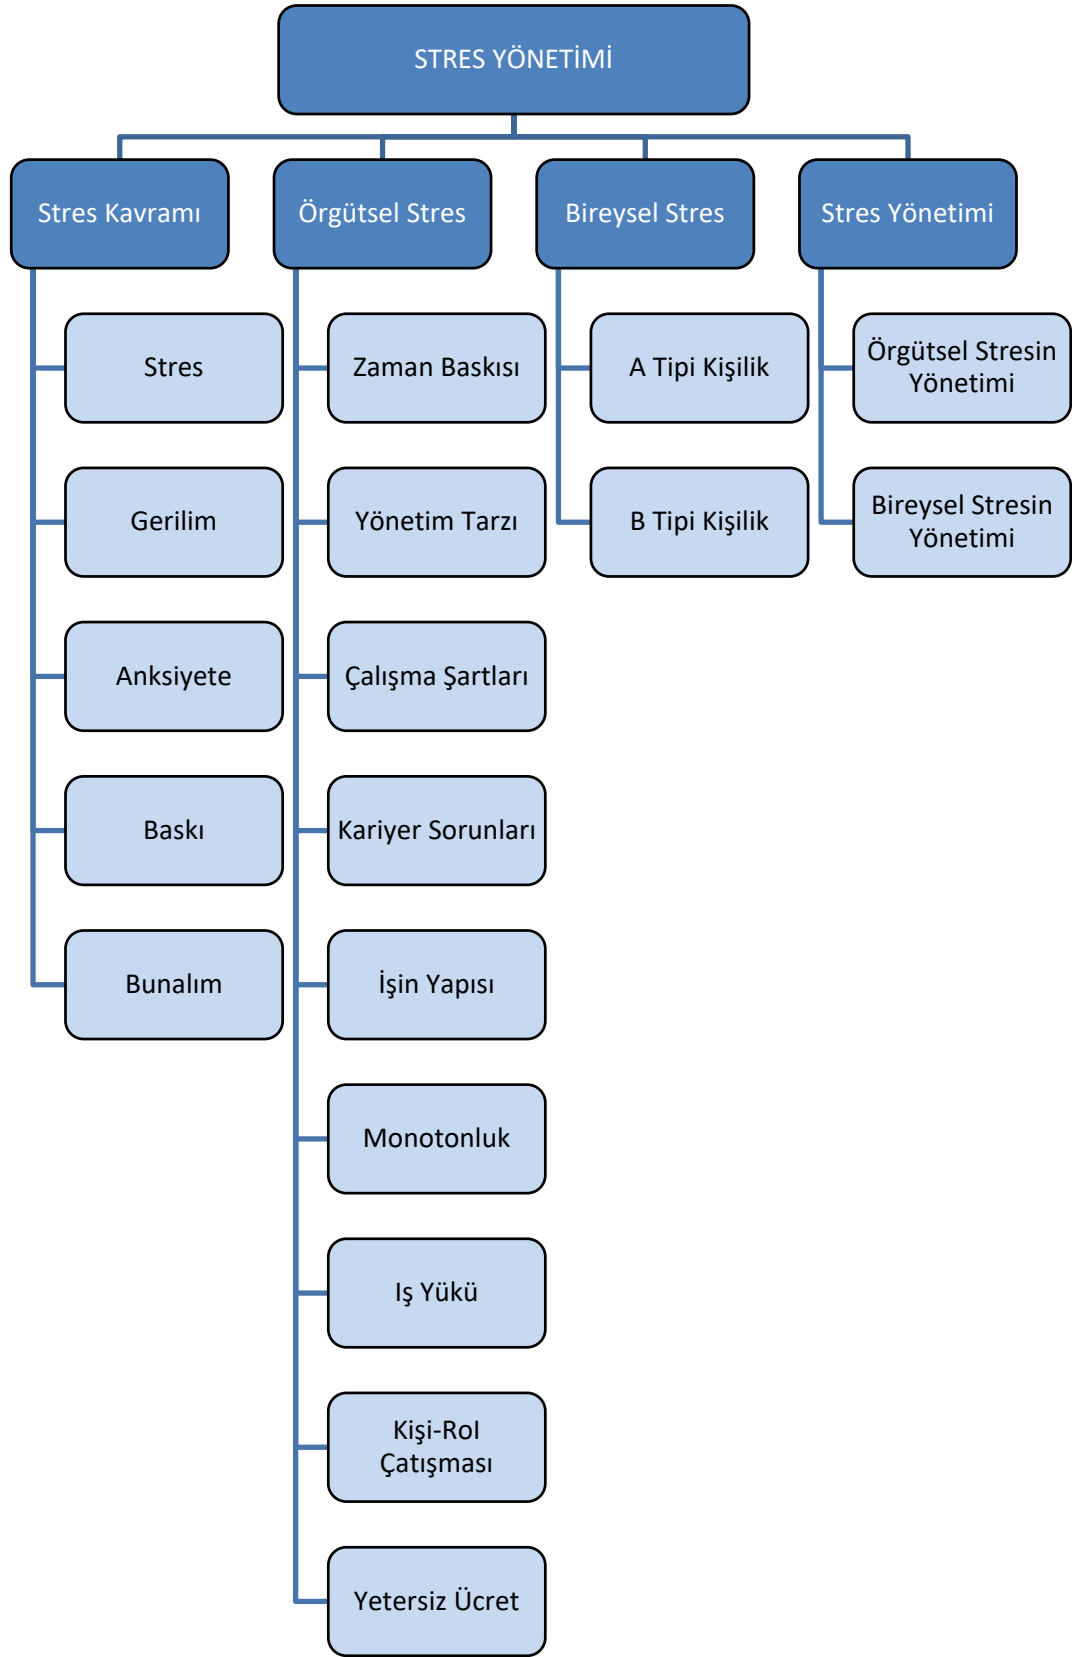 STRES YÖNETİMİ
Stres Kavramı
Örgütsel Stres
Bireysel Stres
Stres Yönetimi
Stres
Gerilim
Anksiyete
Baskı
Bunalım
Zaman Baskısı
Yönetim Tarzı
Çalışma Şartları
Kariyer Sorunları
İşin Yapısı
Monotonluk
Iş Yükü
Kişi-Rol
Çatışması
Yetersiz Ücret
A Tipi Kişilik
B Tipi Kişilik
Örgütsel Stresin
Yönetimi
Bireysel Stresin
Yönetimi